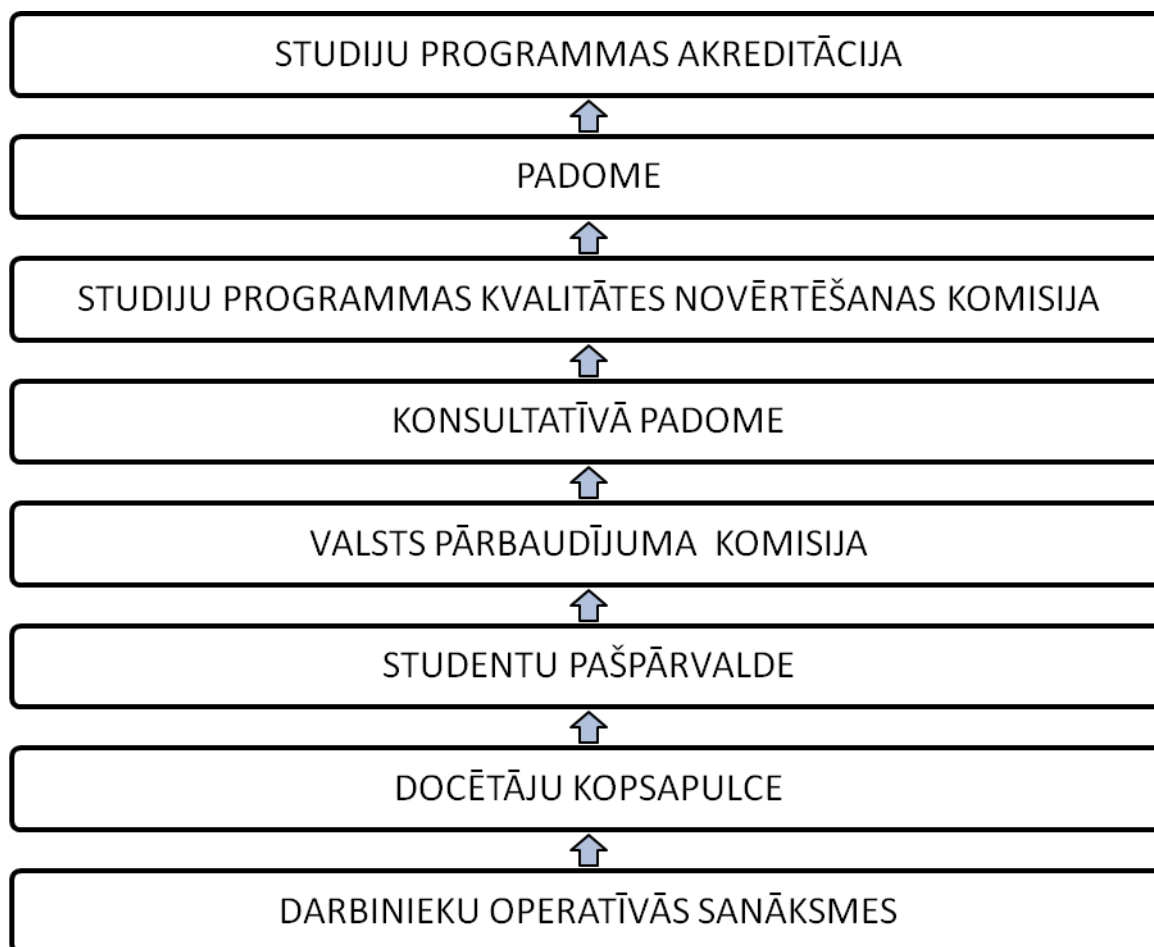 STUDIJU PROGRAMMAS AKREDITĀCIJA
PADOME
STUDIJU PROGRAMMAS KVALITĀTES NOVĒRTĒŠANAS KOMISIJA
KONSULTATĪVĀ PADOME
VALSTS PĀRBAUDĪJUMA KOMISIJA
STUDENTU PAŠPĀRVALDE
DOCĒTĀJU KOPSAPULCE
DARBINIEKU OPERATĪVĀS SANĀKSMES